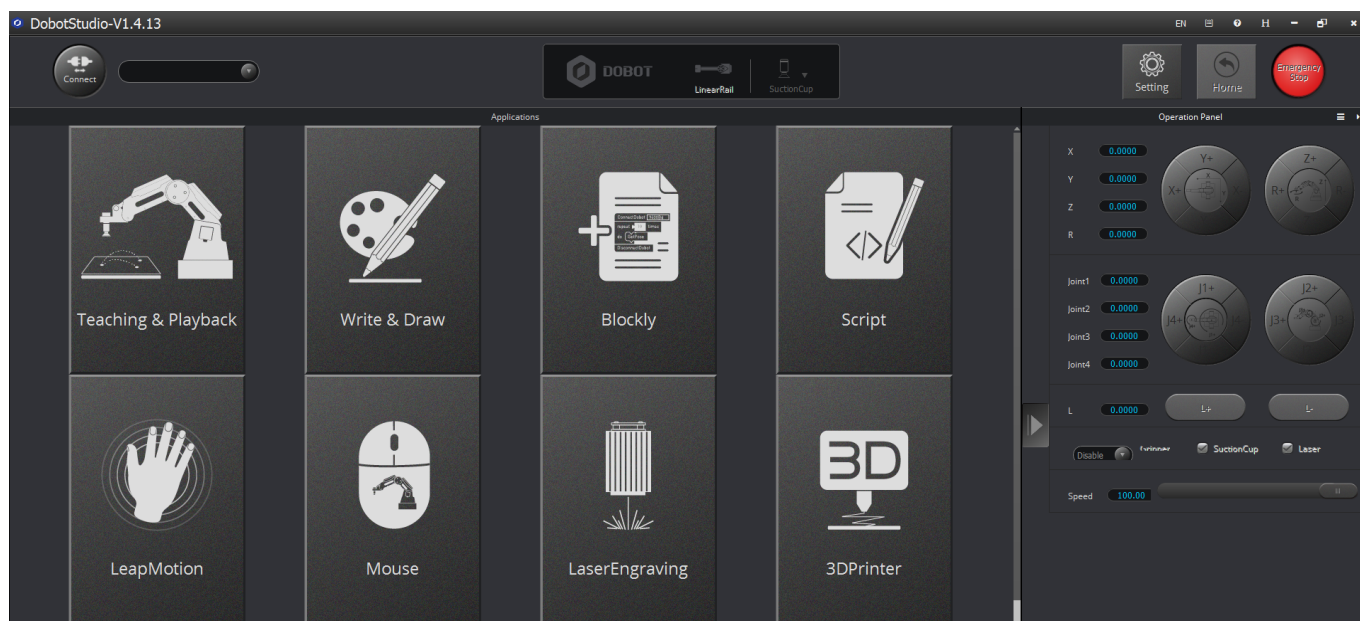 DobotStudio-V1.4.13
EN
H
Connect
DOBOT
LinearRail
SuctionCup
Setting
Home
Emergency
Stop
Applications
Operation Panel
Teaching & Playback
Write & Draw
Blockly
Script
LeapMotion
Mouse
LaserEngraving
3D
3DPrinter
X 0.0000
Y 0.0000
Z 0.0000
R 0.0000
Y+
X+
Z+
R+
Joint1 0.0000
Joint2 0.0000
Joint3 0.0000
Joint4 0.0000
J1+
J4+
J2+
J3+
L 0.0000 L+ L-
Disable SuctionCup Laser
Speed 100.00